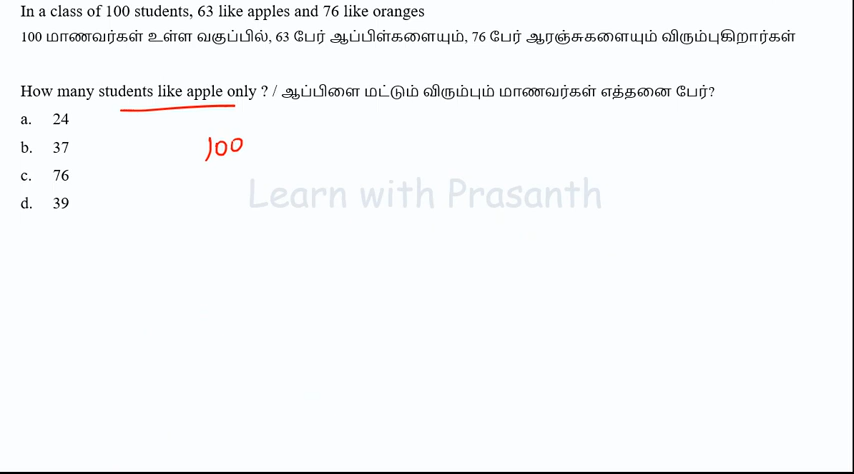 In a class of 100 students, 63 like apples and 76 like oranges
100 மாணவர்கள் உள்ள வகுப்பில், 63 பேர் ஆப்பிள்களையும், 76 பேர் ஆரஞ்சுகளையும் விரும்புகிறார்கள்
How many students like apple only ? / ஆப்பிளை மட்டும் விரும்பும் மாணவர்கள் எத்தனை பேர்?
a. 24
b. 37
100
c. 76
Learn with Prasanth
d. 39